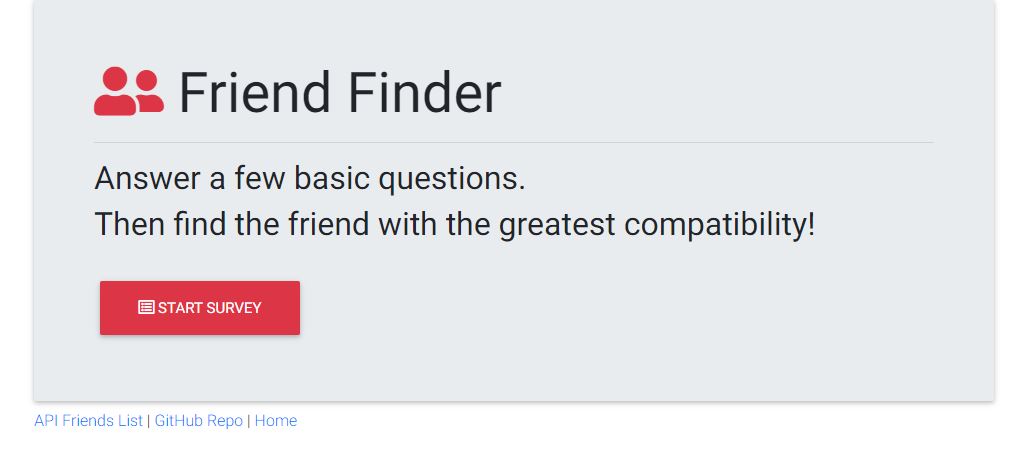 Friend Finder
Answer a few basic questions.
Then find the friend with the greatest compatibility!
START SURVEY
API Friends List | GitHub Repo | Home